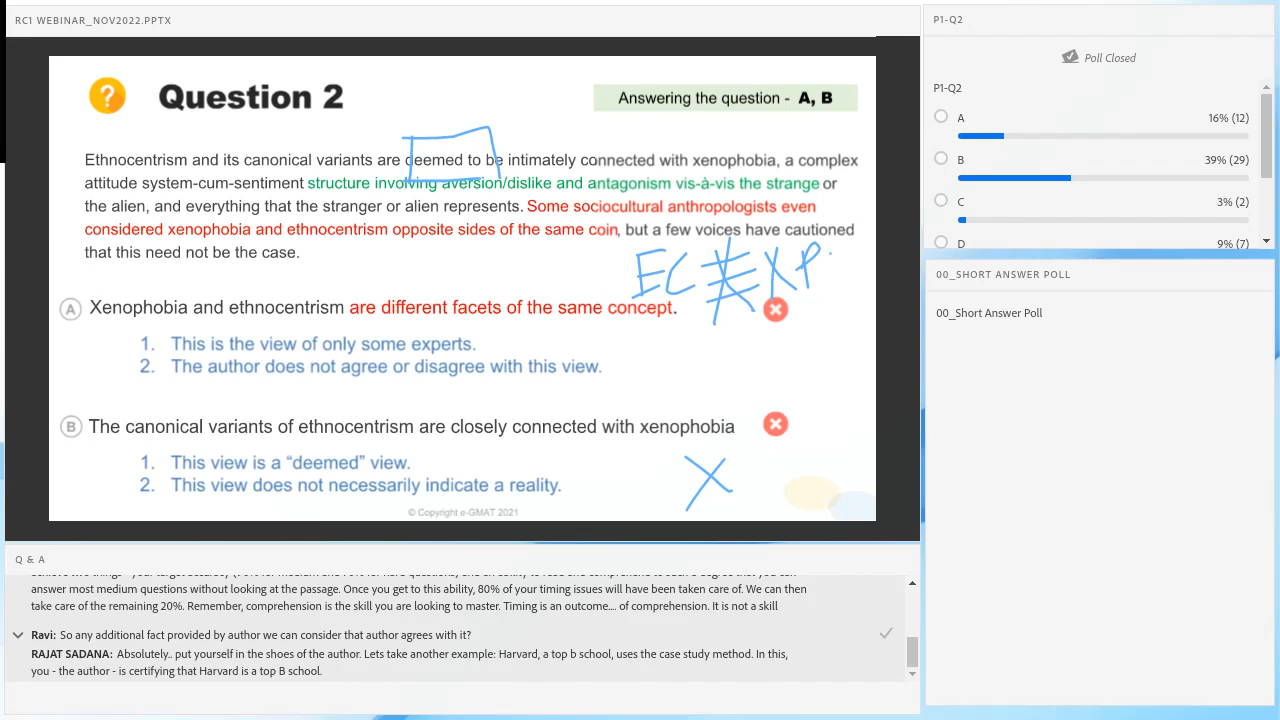 RC1 WEBINAR_NOV2022.PPTX
?
Question 2
Answering the question - A, B
Ethnocentrism and its canonical variants are deemed to be intimately connected with xenophobia, a complex
attitude system-cum-sentiment structure involving aversion/dislike and antagonism vis-à-vis the strange or
the alien, and everything that the stranger or alien represents. Some sociocultural anthropologists even
considered xenophobia and ethnocentrism opposite sides of the same coin, but a few voices have cautioned
that this need not be the case.
EC ≠ XP
A Xenophobia and ethnocentrism are different facets of the same concept.
1. This is the view of only some experts.
2. The author does not agree or disagree with this view.
B The canonical variants of ethnocentrism are closely connected with xenophobia
1. This view is a “deemed” view.
2. This view does not necessarily indicate a reality.
X
© Copyright e-GMAT 2021
Q & A
answer most medium questions without looking at the passage. Once you get to this ability, 80% of your timing issues will have been taken care of. We can then
take care of the remaining 20%. Remember, comprehension is the skill you are looking to master. Timing is an outcome.... of comprehension. It is not a skill
Ravi: So any additional fact provided by author we can consider that author agrees with it?
RAJAT SADANA: Absolutely.. put yourself in the shoes of the author. Lets take another example: Harvard, a top b school, uses the case study method. In this,
you - the author - is certifying that Harvard is a top B school.
P1-Q2
Poll Closed
P1-Q2
A 16% (12)
B 39% (29)
C 3% (2)
D 9% (7)
00_SHORT ANSWER POLL
00_Short Answer Poll